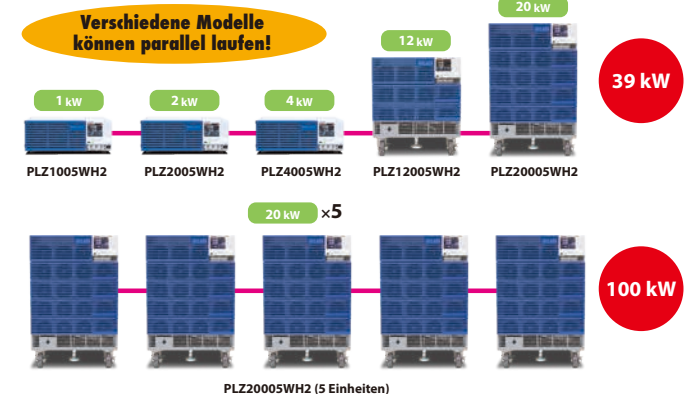 Verschiedene Modelle
können parallel laufen!
20 kW
12 kW
1 kW
2 kW
4 kW
39 kW
PLZ1005WH2
PLZ2005WH2
PLZ4005WH2
PLZ12005WH2
PLZ20005WH2
20 kW ×5
100 kW
PLZ20005WH2 (5 Einheiten)